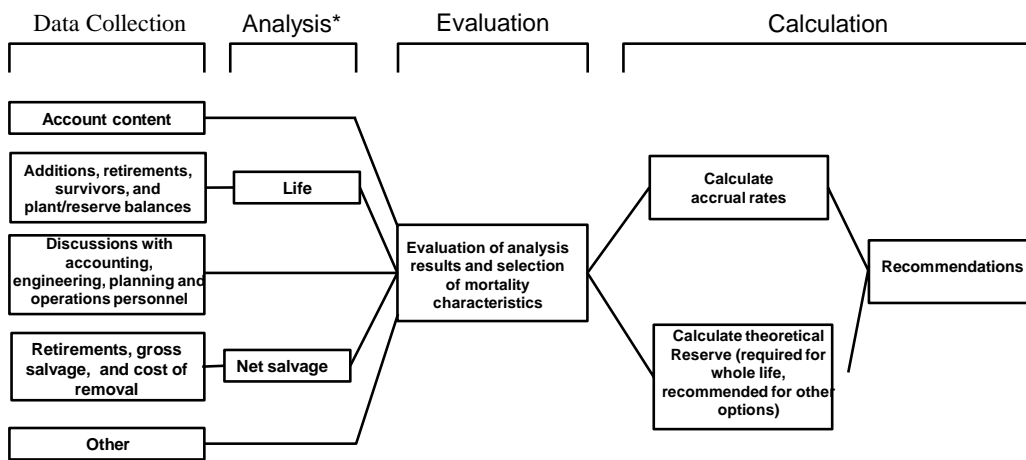 Data Collection
Analysis*
Evaluation
Calculation
Account content
Additions, retirements,
survivors, and
plant/reserve balances
Life
Discussions with
accounting,
engineering, planning and
operations personnel
Retirements, gross
salvage, and cost of
removal
Net salvage
Other
Evaluation of analysis
results and selection
of mortality
characteristics
Calculate
accrual rates
Calculate theoretical
Reserve (required for
whole life,
recommended for other
options)
Recommendations